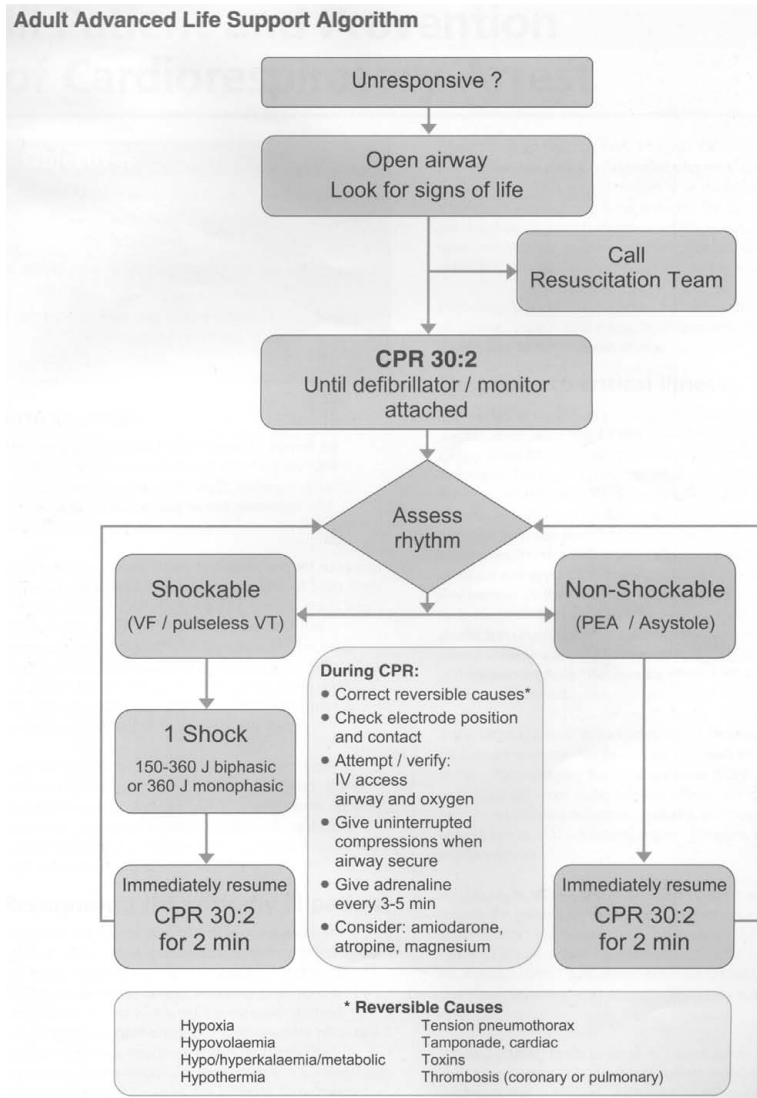 Adult Advanced Life Support Algorithm
Unresponsive ?
Open airway
Look for signs of life
Call
Resuscitation Team
CPR 30:2
Until defibrillator / monitor
attached
Assess
rhythm
Shockable
(VF / pulseless VT)
Non-Shockable
(PEA / Asystole)
1 Shock
150-360 J biphasic
or 360 J monophasic
Immediately resume
CPR 30:2
for 2 min
During CPR:
● Correct reversible causes*
● Check electrode position
and contact
● Attempt / verify:
IV access
airway and oxygen
● Give uninterrupted
compressions when
airway secure
● Give adrenaline
every 3-5 min
● Consider: amiodarone,
atropine, magnesium
Immediately resume
CPR 30:2
for 2 min
* Reversible Causes
Hypoxia Tension pneumothorax
Hypovolaemia Tamponade, cardiac
Hypo/hyperkalaemia/metabolic Toxins
Hypothermia Thrombosis (coronary or pulmonary)